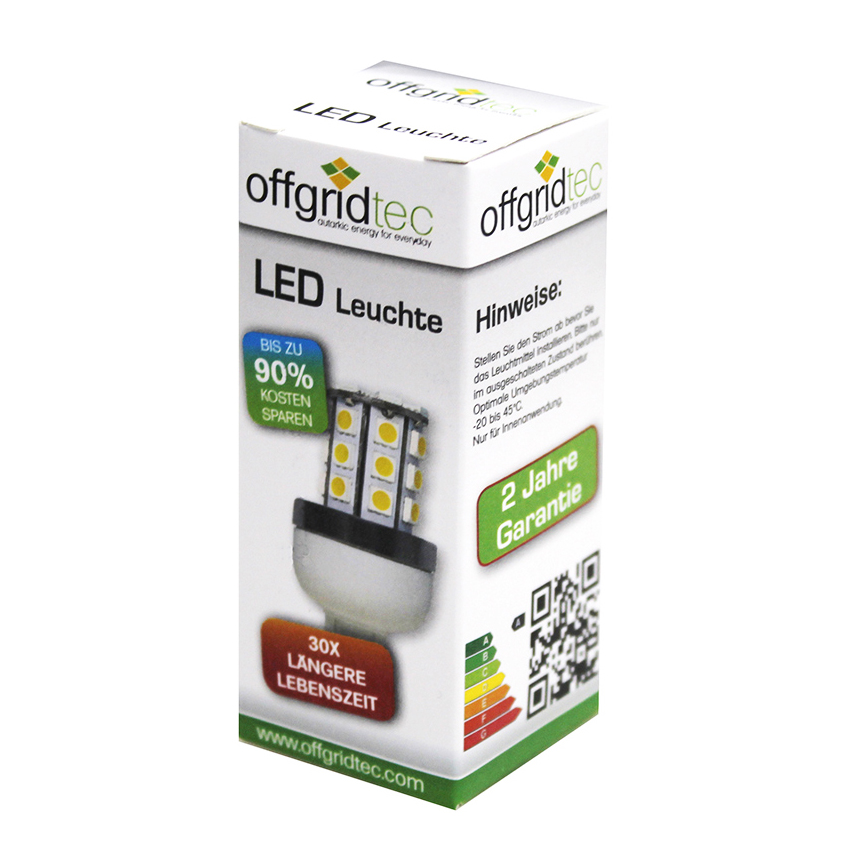 offgridtec
LED Leuchte
offgridtec
autarkic energy for everyday
LED Leuchte
BIS ZU
90%
KOSTEN
SPAREN
30X
LÄNGERE
LEBENSZEIT
www.offgridtec.com
offgridtec
autarkic energy for everyday
Hinweise:
Stellen Sie den Strom ab bevor Sie
das Leuchtmittel installieren. Bitte nur
im ausgeschalteten Zustand berühren.
Optimale Umgebungstemperatur
-20 bis 45°C.
Nur für Innenanwendung.
2 Jahre
Garantie
A
A
B
C
E
F
G